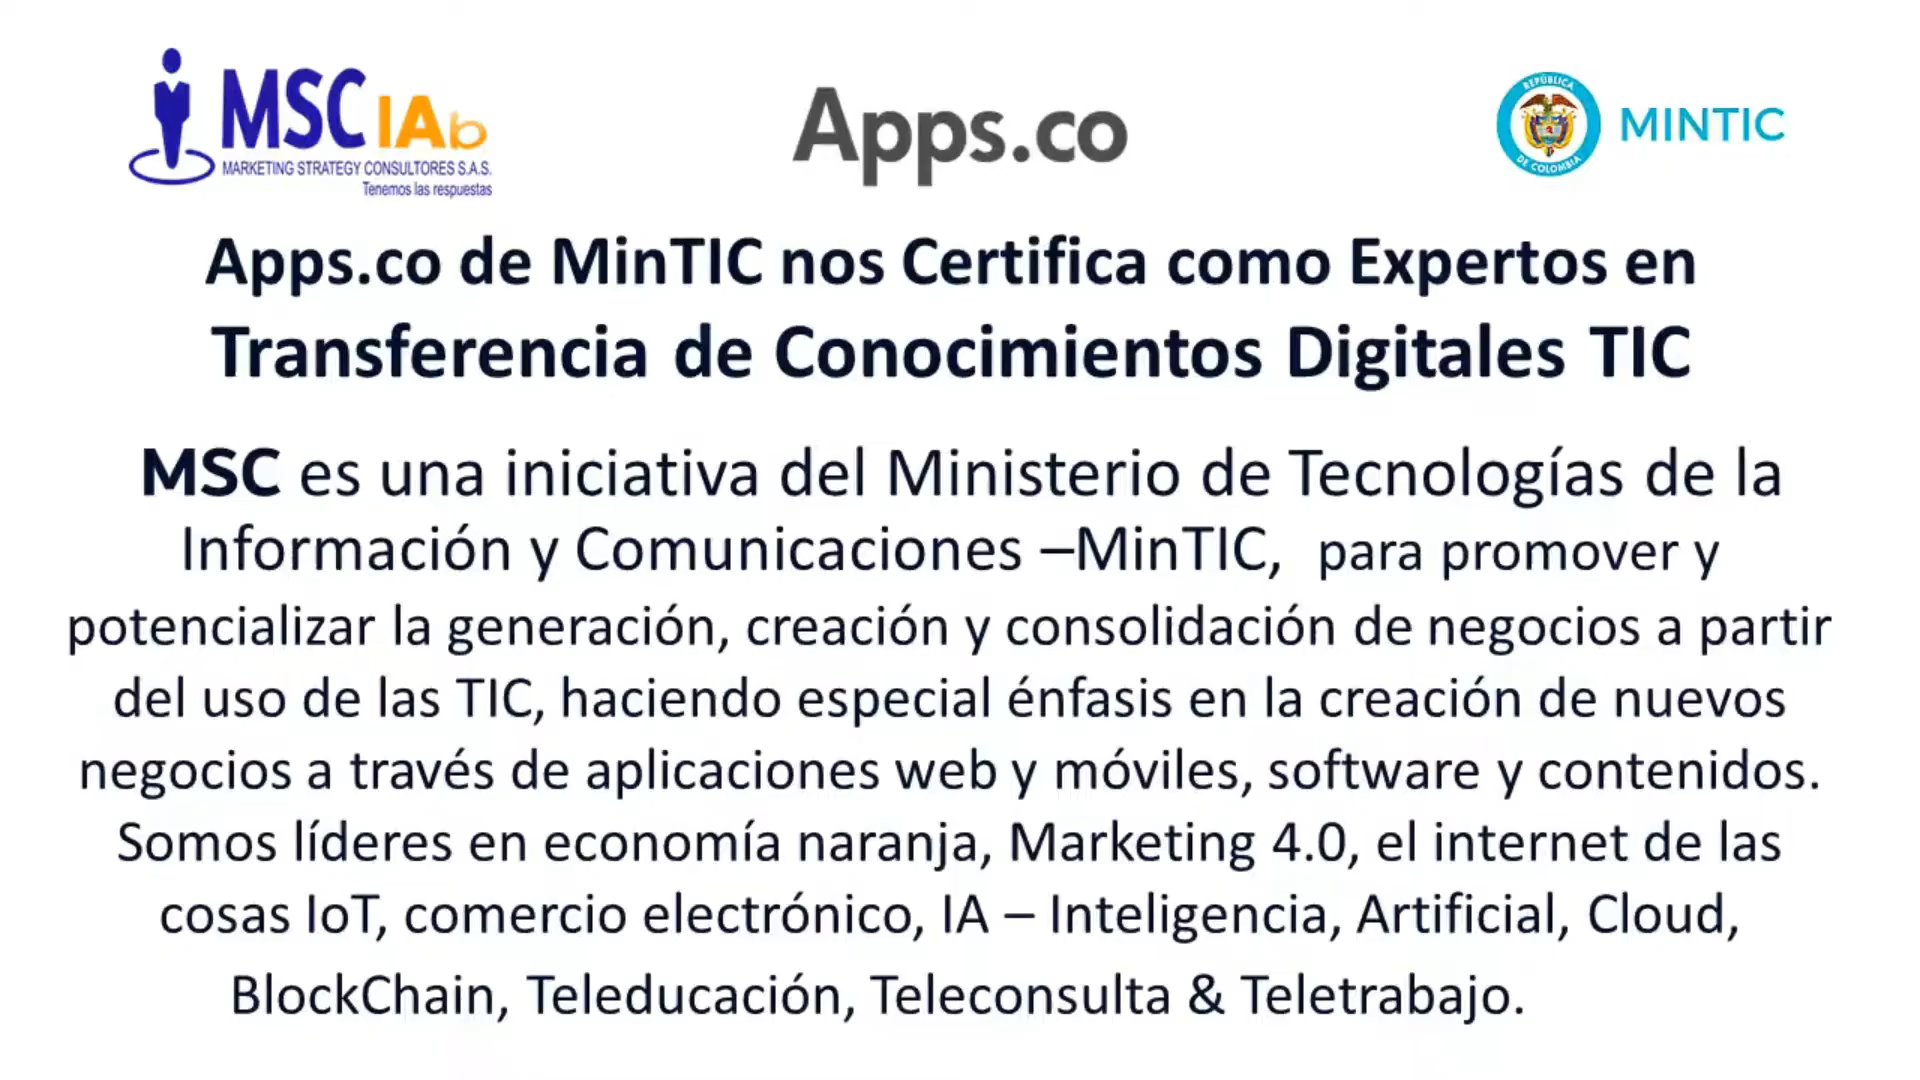 MSC IAb
MARKETING STRATEGY CONSULTORES S.A.S.
Tenemos las respuestas
Apps.co
REPÚBLICA
DE COLOMBIA
MINTIC
Apps.co de MinTIC nos Certifica como Expertos en
Transferencia de Conocimientos Digitales TIC
MSC es una iniciativa del Ministerio de Tecnologías de la
Información y Comunicaciones –MinTIC, para promover y
potencializar la generación, creación y consolidación de negocios a partir
del uso de las TIC, haciendo especial énfasis en la creación de nuevos
negocios a través de aplicaciones web y móviles, software y contenidos.
Somos líderes en economía naranja, Marketing 4.0, el internet de las
cosas IoT, comercio electrónico, IA – Inteligencia, Artificial, Cloud,
BlockChain, Teleducación, Teleconsulta & Teletrabajo.